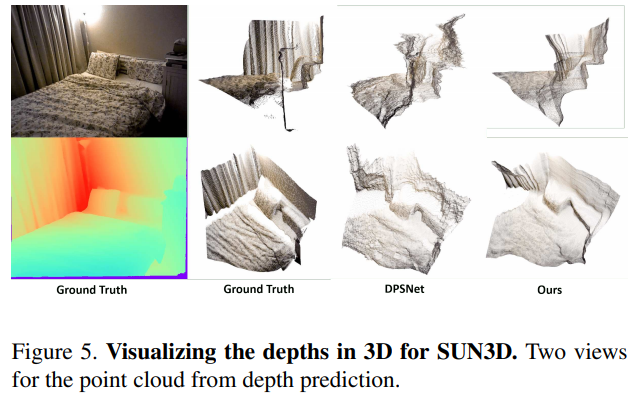 Ground Truth
Ground Truth
DPSNet
Ours
Figure 5. Visualizing the depths in 3D for SUN3D. Two views
for the point cloud from depth prediction.